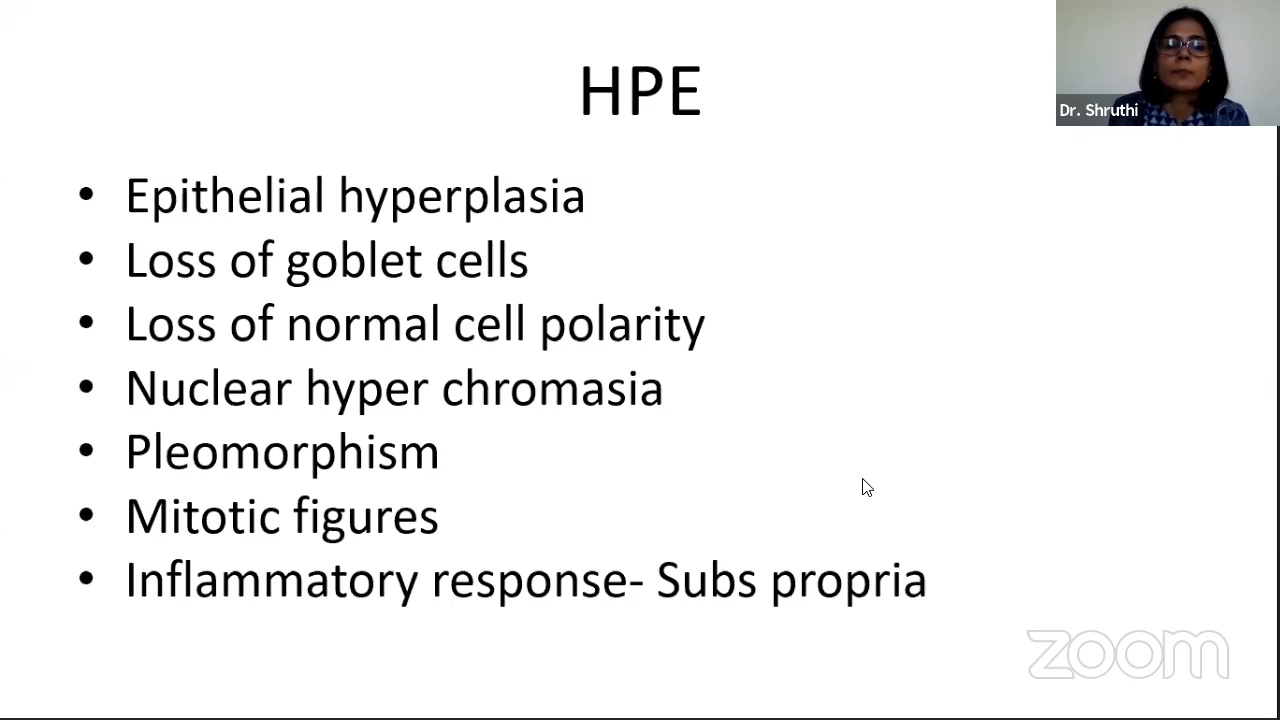 HPE
Dr. Shruthi
• Epithelial hyperplasia
• Loss of goblet cells
• Loss of normal cell polarity
• Nuclear hyper chromasia
• Pleomorphism
• Mitotic figures
• Inflammatory response- Subs propria
zoom